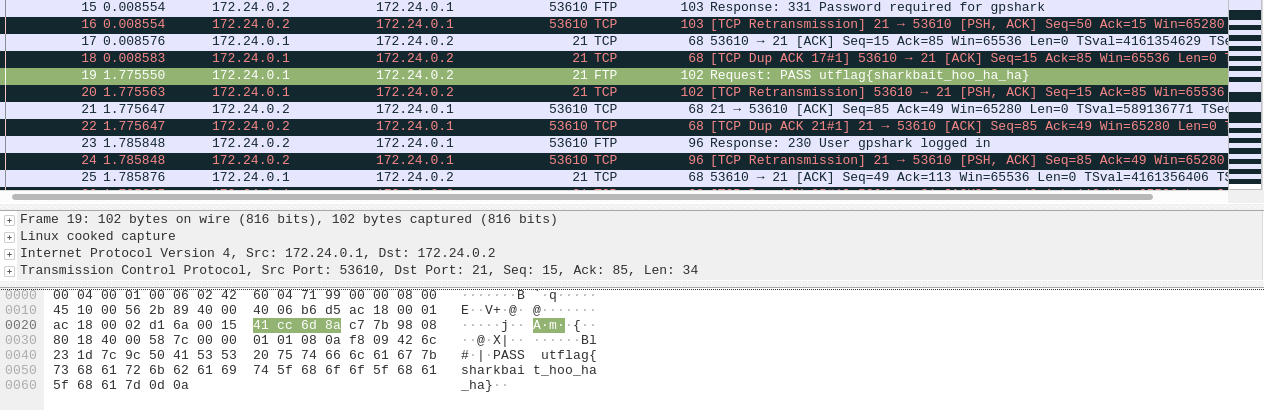 15 0.008554 172.24.0.2 172.24.0.1 53610 FTP 103 Response: 331 Password required for gpshark
16 0.008566 172.24.0.2 172.24.0.1 53610 TCP 103 [TCP Retransmission] 21 → 53610 [PSH, ACK] Seq=50 Ack=15 Win=65280
17 0.008576 172.24.0.1 172.24.0.2 21 TCP 68 53610 → 21 [ACK] Seq=15 Ack=85 Win=65536 Len=0 TSval=4161354629 TSe
18 0.008583 172.24.0.1 172.24.0.2 21 TCP 68 [TCP Dup ACK 17#1] 53610 → 21 [ACK] Seq=15 Ack=85 Win=65536 Len=0
19 1.775550 172.24.0.1 172.24.0.2 21 FTP 102 Request: PASS utflag{sharkbait_hoo_ha_ha}
20 1.775563 172.24.0.1 172.24.0.2 21 TCP 102 [TCP Retransmission] 53610 → 21 [PSH, ACK] Seq=15 Ack=85 Win=65536
21 1.775647 172.24.0.2 172.24.0.1 53610 TCP 68 21 → 53610 [ACK] Seq=85 Ack=49 Win=65280 Len=0 TSval=589136771 TSec
22 1.775647 172.24.0.2 172.24.0.1 53610 TCP 68 [TCP Dup ACK 21#1] 21 → 53610 [ACK] Seq=85 Ack=49 Win=65280 Len=0
23 1.785848 172.24.0.2 172.24.0.1 53610 FTP 96 Response: 230 User gpshark logged in
24 1.785848 172.24.0.2 172.24.0.1 53610 TCP 96 [TCP Retransmission] 21 → 53610 [PSH, ACK] Seq=85 Ack=49 Win=65280
25 1.785876 172.24.0.1 172.24.0.2 21 TCP 68 53610 → 21 [ACK] Seq=49 Ack=113 Win=65536 Len=0 TSval=4161356406 TS
Frame 19: 102 bytes on wire (816 bits), 102 bytes captured (816 bits)
Linux cooked capture
Internet Protocol Version 4, Src: 172.24.0.1, Dst: 172.24.0.2
Transmission Control Protocol, Src Port: 53610, Dst Port: 21, Seq: 15, Ack: 85, Len: 34
0000 00 04 00 01 00 06 02 42 60 04 71 99 00 00 08 00 ·······B `·q·····
0010 45 10 00 56 2b 89 40 00 40 06 b6 d5 ac 18 00 01 E··V+·@· @·······
0020 ac 18 00 02 d1 6a 00 15 41 cc 6d 8a c7 7b 98 08 ·····j·· A·m··{··
0030 80 18 40 00 58 7c 00 00 01 01 08 0a f8 09 42 6c ··@·X|·· ······Bl
0040 23 1d 7c 9c 50 41 53 53 20 75 74 66 6c 61 67 7b #·|·PASS utflag{
0050 73 68 61 72 6b 62 61 69 74 5f 68 6f 6f 5f 68 61 sharkbai t_hoo_ha
0060 5f 68 61 7d 0d 0a _ha}··